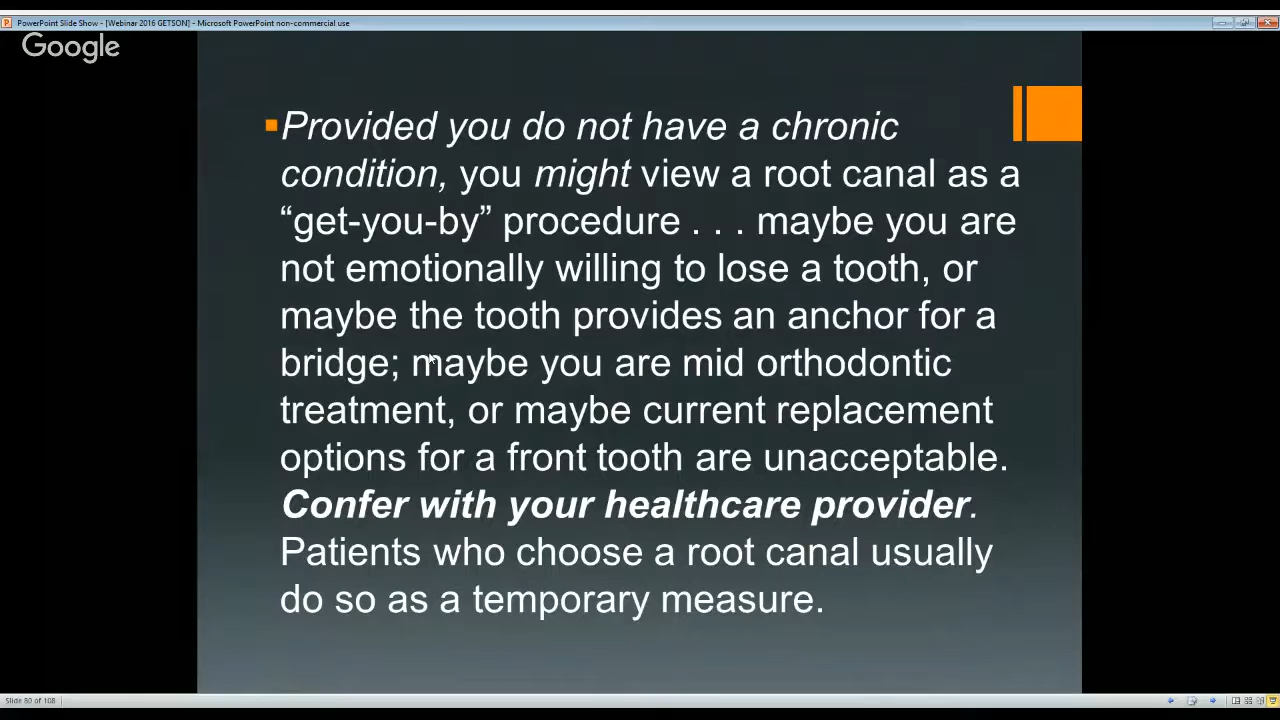 PowerPoint Slide Show - [Webinar 2016 GETSON] - Microsoft PowerPoint non-commercial use
Google
Provided you do not have a chronic
condition, you might view a root canal as a
“get-you-by” procedure . . . maybe you are
not emotionally willing to lose a tooth, or
maybe the tooth provides an anchor for a
bridge; maybe you are mid orthodontic
treatment, or maybe current replacement
options for a front tooth are unacceptable.
Confer with your healthcare provider.
Patients who choose a root canal usually
do so as a temporary measure.
Slide 80 of 108